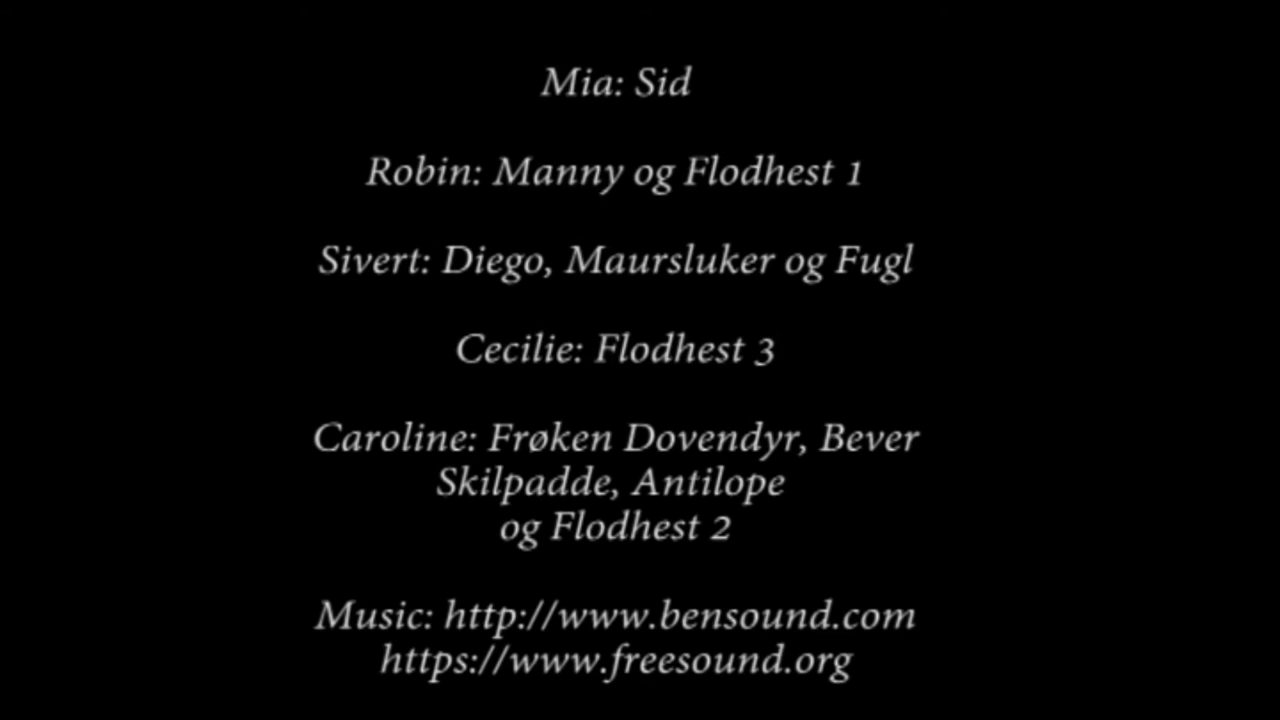 Mia: Sid
Robin: Manny og Flodhest 1
Sivert: Diego, Maursluker og Fugl
Cecilie: Flodhest 3
Caroline: Frøken Dovendyr, Bever
Skilpadde, Antilope
og Flodhest 2
Music: http://www.bensound.com
https://www.freesound.org